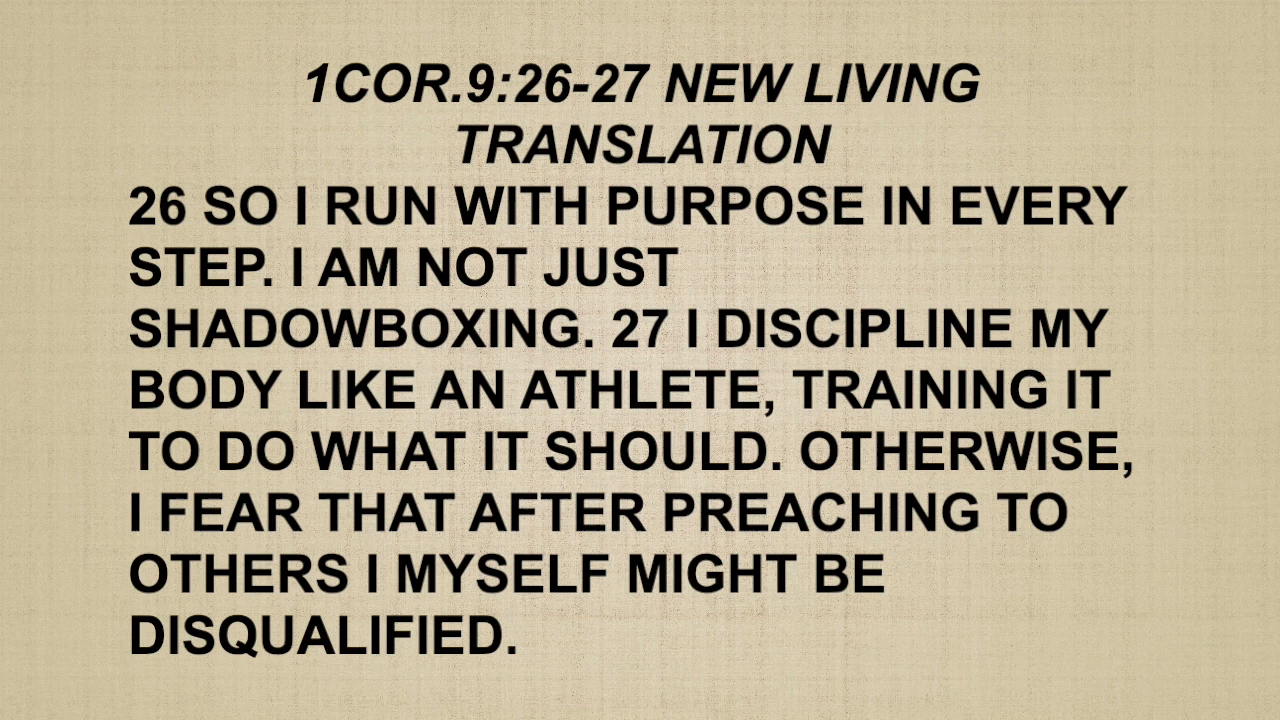 1COR.9:26-27 NEW LIVING
TRANSLATION
26 SO I RUN WITH PURPOSE IN EVERY
STEP. I AM NOT JUST
SHADOWBOXING. 27 I DISCIPLINE MY
BODY LIKE AN ATHLETE, TRAINING IT
TO DO WHAT IT SHOULD. OTHERWISE,
I FEAR THAT AFTER PREACHING TO
OTHERS I MYSELF MIGHT BE
DISQUALIFIED.